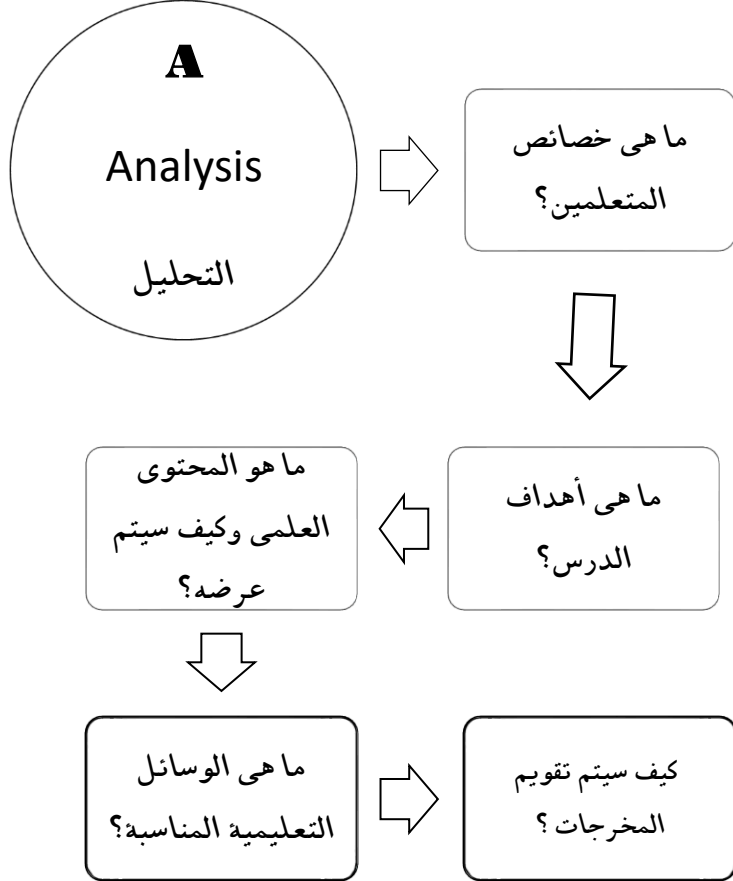 A
Analysis
التحليل
ما هى خصائص
المتعلمين؟
ما هى أهداف
الدرس؟
ما هو المحتوى
العلمى وكيف سيتم
عرضه؟
ما هى الوسائل
التعليمية المناسبة؟
كيف سيتم تقويم
المخرجات ؟